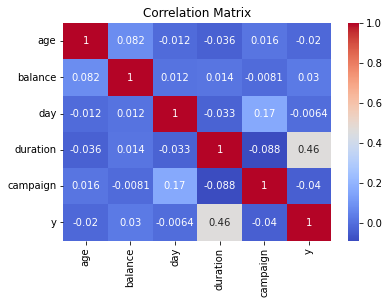 Correlation Matrix
age 1 0.082 -0.012 -0.036 0.016 -0.02
balance 0.082 1 0.012 0.014 -0.0081 0.03
day -0.012 0.012 1 -0.033 0.17 -0.0064
duration -0.036 0.014 -0.033 1 -0.088 0.46
campaign 0.016 -0.0081 0.17 -0.088 1 -0.04
y -0.02 0.03 -0.0064 0.46 -0.04 1
age balance day duration campaign y
1.0
0.8
0.6
0.4
0.2
0.0